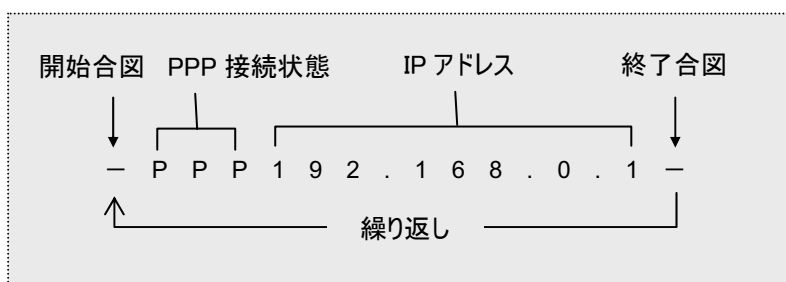 開始合図 PPP 接続状態 IP アドレス 終了合図
－ P P P 1 9 2 . 1 6 8 . 0 . 1 －
繰り返し